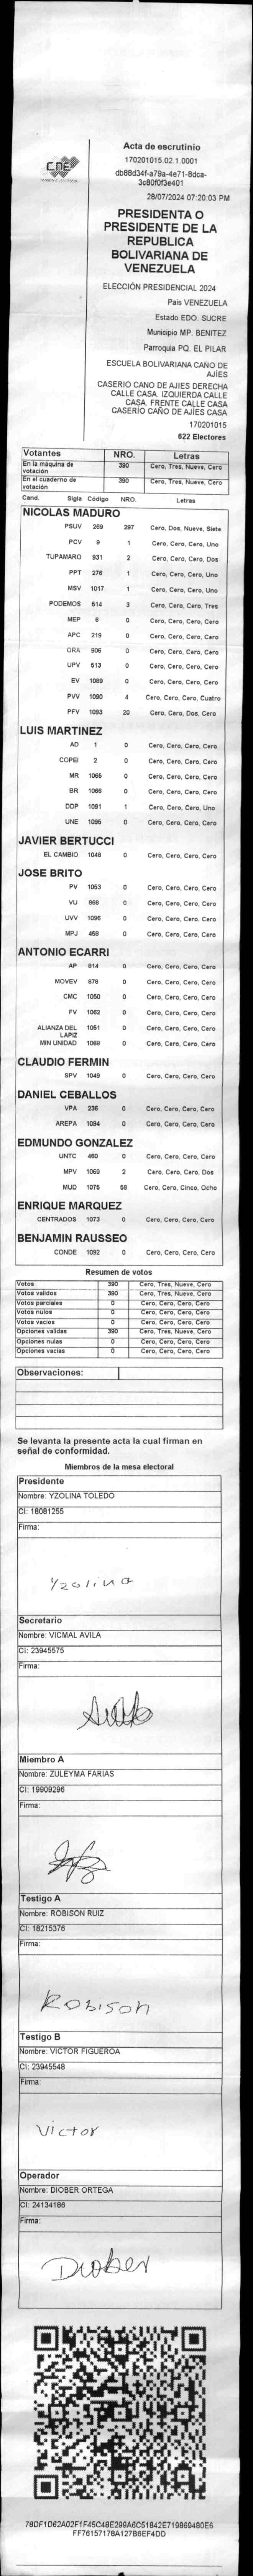 CNE
Acta de escrutinio
170201015.02.1.0001
db88d34f-a79a-4e71-8dca-
3c80f0f3e401
28/07/2024 07:20:03 PM
PRESIDENTA O
PRESIDENTE DE LA
REPUBLICA
BOLIVARIANA DE
VENEZUELA
ELECCIÓN PRESIDENCIAL 2024
Pais VENEZUELA
Estado EDO. SUCRE
Municipio MP. BENITEZ
Parroquia PQ. EL PILAR
ESCUELA BOLIVARIANA CAÑO DE
AJÍES
CASERIO CANO DE AJIES DERECHA
CALLE CASA. IZQUIERDA CALLE
CASA. FRENTE CALLE CASA
CASERÍO CAÑO DE AJÍES CASA
170201015
622 Electores
Votantes NRO. Letras
En la máquina de votación 390 Cero, Tres, Nueve, Cero
En el cuaderno de votación 390 Cero, Tres, Nueve, Cero
Cand. Sigla Código NRO. Letras
NICOLAS MADURO
PSUV 269 297 Cero, Dos, Nueve, Siete
PCV 9 1 Cero, Cero, Cero, Uno
TUPAMARO 931 2 Cero, Cero, Cero, Dos
PPT 276 1 Cero, Cero, Cero, Uno
MSV 1017 1 Cero, Cero, Cero, Uno
PODEMOS 514 3 Cero, Cero, Cero, Tres
MEP 6 0 Cero, Cero, Cero, Cero
APC 219 0 Cero, Cero, Cero, Cero
ORA 906 0 Cero, Cero, Cero, Cero
UPV 513 0 Cero, Cero, Cero, Cero
EV 1089 0 Cero, Cero, Cero, Cero
PVV 1090 4 Cero, Cero, Cero, Cuatro
PFV 1093 20 Cero, Cero, Dos, Cero
LUIS MARTINEZ
AD 1 0 Cero, Cero, Cero, Cero
COPEI 2 0 Cero, Cero, Cero, Cero
MR 1065 0 Cero, Cero, Cero, Cero
BR 1066 0 Cero, Cero, Cero, Cero
DDP 1091 1 Cero, Cero, Cero, Uno
UNE 1095 0 Cero, Cero, Cero, Cero
JAVIER BERTUCCI
EL CAMBIO 1048 0 Cero, Cero, Cero, Cero
JOSE BRITO
PV 1053 0 Cero, Cero, Cero, Cero
VU 868 0 Cero, Cero, Cero, Cero
UVV 1096 0 Cero, Cero, Cero, Cero
MPJ 459 0 Cero, Cero, Cero, Cero
ANTONIO ECARRI
AP 814 0 Cero, Cero, Cero, Cero
MOVEV 878 0 Cero, Cero, Cero, Cero
CMC 1050 0 Cero, Cero, Cero, Cero
FV 1062 0 Cero, Cero, Cero, Cero
ALIANZA DEL LAPIZ 1051 0 Cero, Cero, Cero, Cero
MIN UNIDAD 1068 0 Cero, Cero, Cero, Cero
CLAUDIO FERMIN
SPV 1049 0 Cero, Cero, Cero, Cero
DANIEL CEBALLOS
VPA 236 0 Cero, Cero, Cero, Cero
AREPA 1094 0 Cero, Cero, Cero, Cero
EDMUNDO GONZALEZ
UNTC 460 0 Cero, Cero, Cero, Cero
MPV 1069 2 Cero, Cero, Cero, Dos
MUD 1075 58 Cero, Cero, Cinco, Ocho
ENRIQUE MARQUEZ
CENTRADOS 1073 0 Cero, Cero, Cero, Cero
BENJAMIN RAUSSEO
CONDE 1092 0 Cero, Cero, Cero, Cero
Resumen de votos
Votos 390 Cero, Tres, Nueve, Cero
Votos validos 390 Cero, Tres, Nueve, Cero
Votos parciales 0 Cero, Cero, Cero, Cero
Votos nulos 0 Cero, Cero, Cero, Cero
Votos vacios 0 Cero, Cero, Cero, Cero
Opciones validas 390 Cero, Tres, Nueve, Cero
Opciones nulas 0 Cero, Cero, Cero, Cero
Opciones vacias 0 Cero, Cero, Cero, Cero
Observaciones:
Se levanta la presente acta la cual firman en
señal de conformidad.
Miembros de la mesa electoral
Presidente
Nombre: YZOLINA TOLEDO
CI: 18081255
Firma:
Yzolina
Secretario
Nombre: VICMAL AVILA
CI: 23945575
Firma:
Miembro A
Nombre: ZULEYMA FARIAS
CI: 19909296
Firma:
Testigo A
Nombre: ROBISON RUIZ
CI: 18215376
Firma:
Robison
Testigo B
Nombre: VICTOR FIGUEROA
CI: 23945548
Firma:
Victor
Operador
Nombre: DIOBER ORTEGA
CI: 24134186
Firma:
Diober
78DF1D62A02F1F45C48E299A6C51842E719869480E6
FF76157178A127B6EF4DD